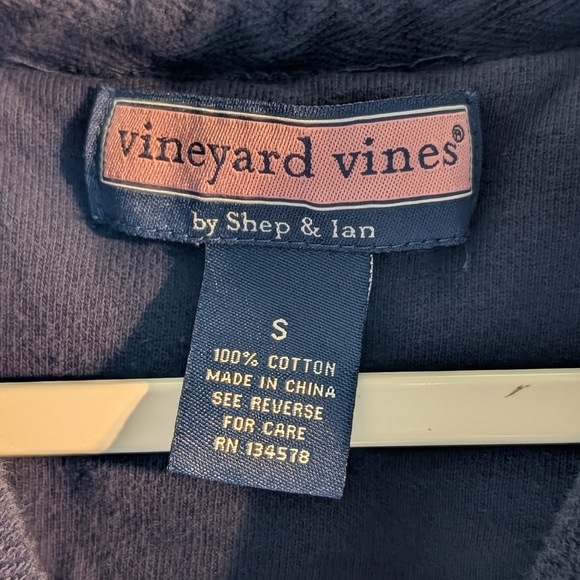 vineyard vines®
by Shep & Ian
S
100% COTTON
MADE IN CHINA
SEE REVERSE
FOR CARE
RN 134578